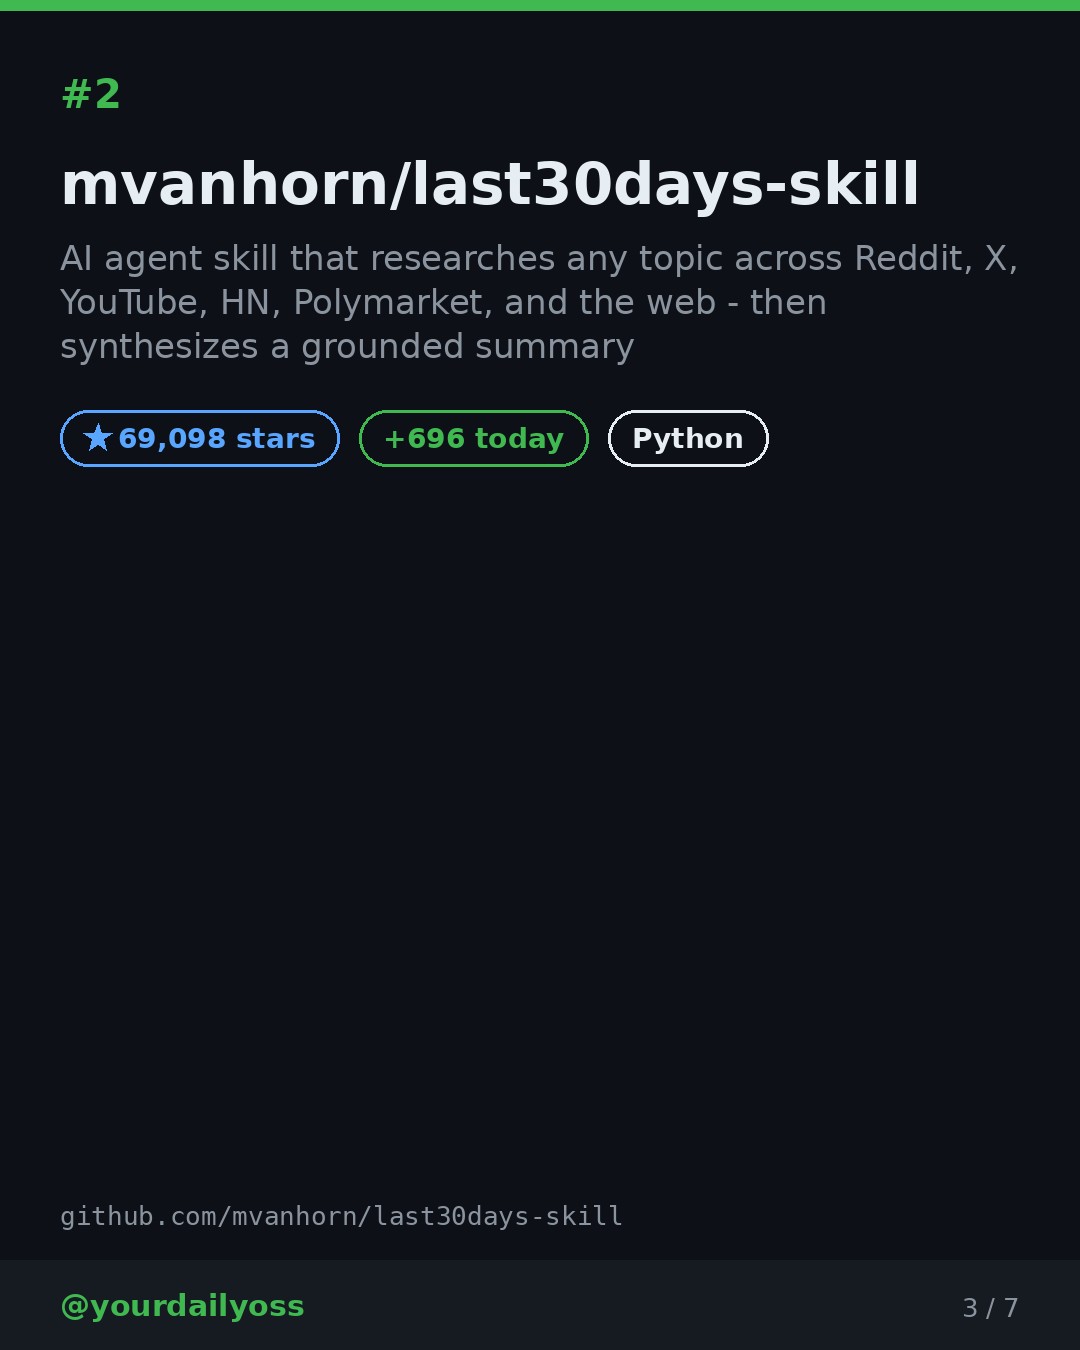 #2
mvanhorn/last30days-skill
AI agent skill that researches any topic across Reddit, X,
YouTube, HN, Polymarket, and the web - then
synthesizes a grounded summary
★ 69,098 stars +696 today Python
github.com/mvanhorn/last30days-skill
@yourdailyoss 3 / 7